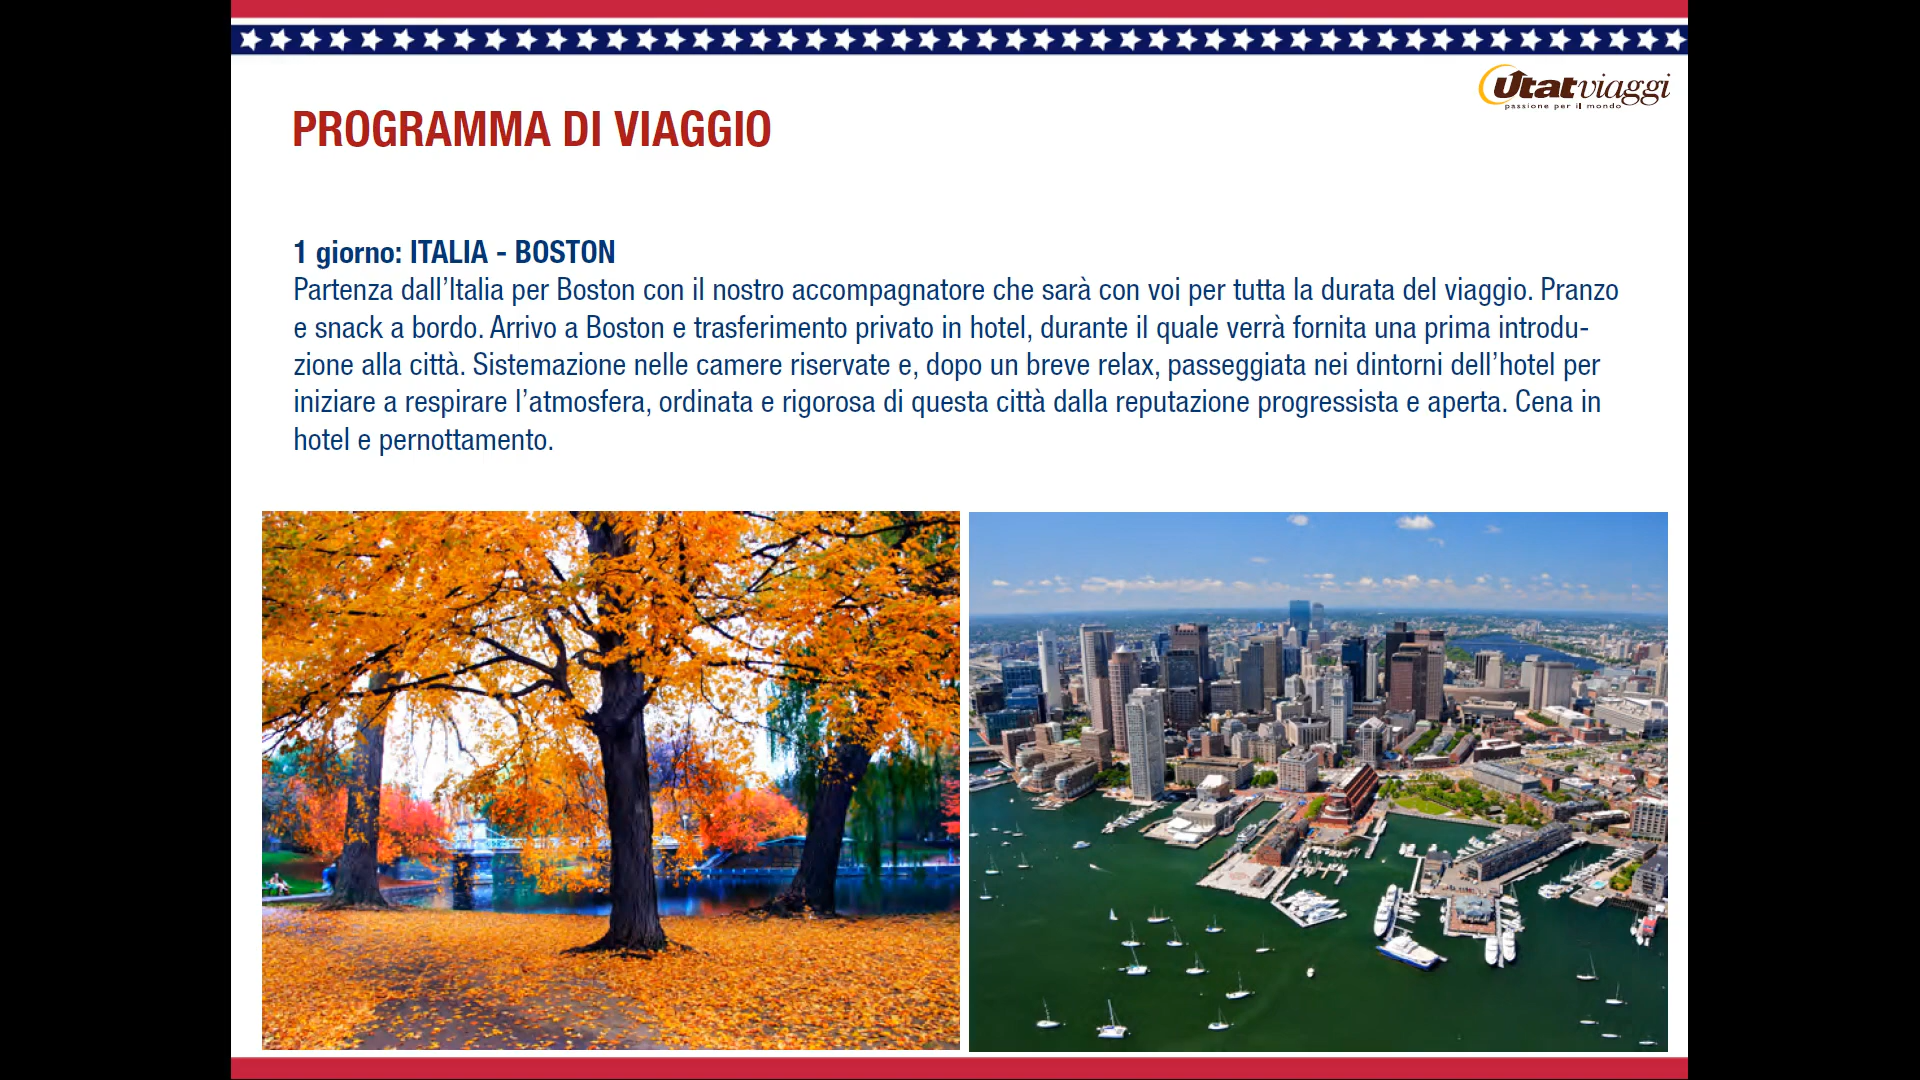 Utatviaggi
passione per il mondo
PROGRAMMA DI VIAGGIO
1 giorno: ITALIA - BOSTON
Partenza dall’Italia per Boston con il nostro accompagnatore che sarà con voi per tutta la durata del viaggio. Pranzo
e snack a bordo. Arrivo a Boston e trasferimento privato in hotel, durante il quale verrà fornita una prima introdu-
zione alla città. Sistemazione nelle camere riservate e, dopo un breve relax, passeggiata nei dintorni dell’hotel per
iniziare a respirare l’atmosfera, ordinata e rigorosa di questa città dalla reputazione progressista e aperta. Cena in
hotel e pernottamento.